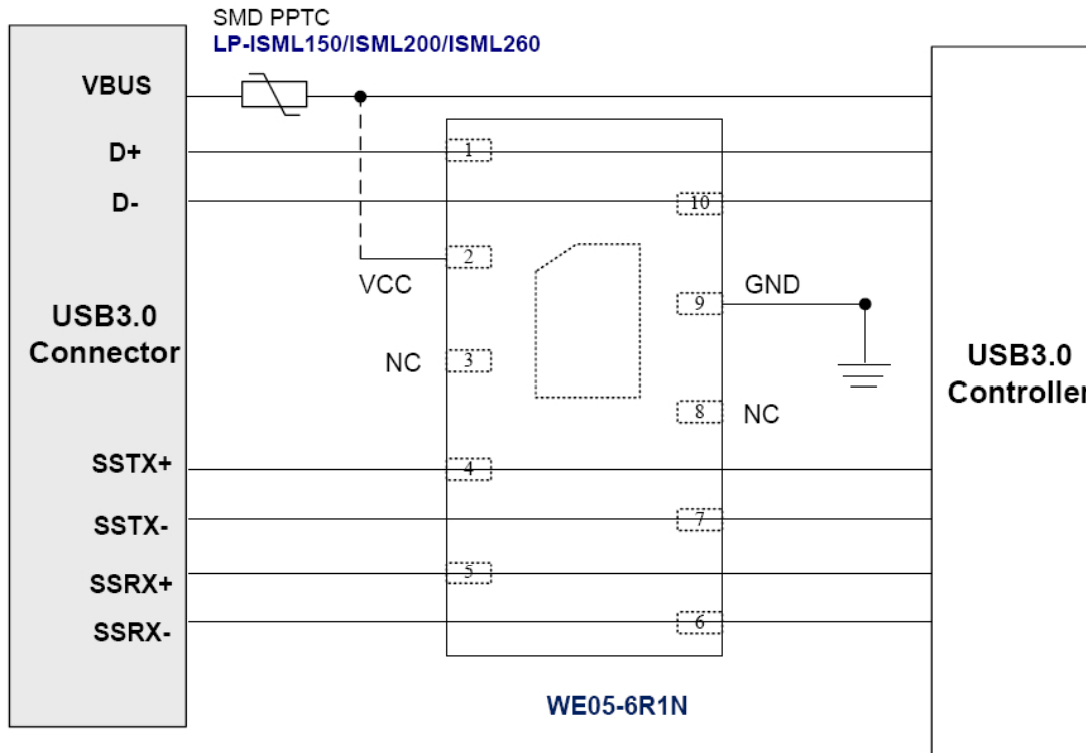 SMD PPTC
LP-ISML150/ISML200/ISML260
VBUS
D+
1
D-
10
2
VCC
9
GND
USB3.0
Connector
NC
3
USB3.0
Controller
8
NC
SSTX+
4
SSTX-
7
SSRX+
5
SSRX-
6
WE05-6R1N